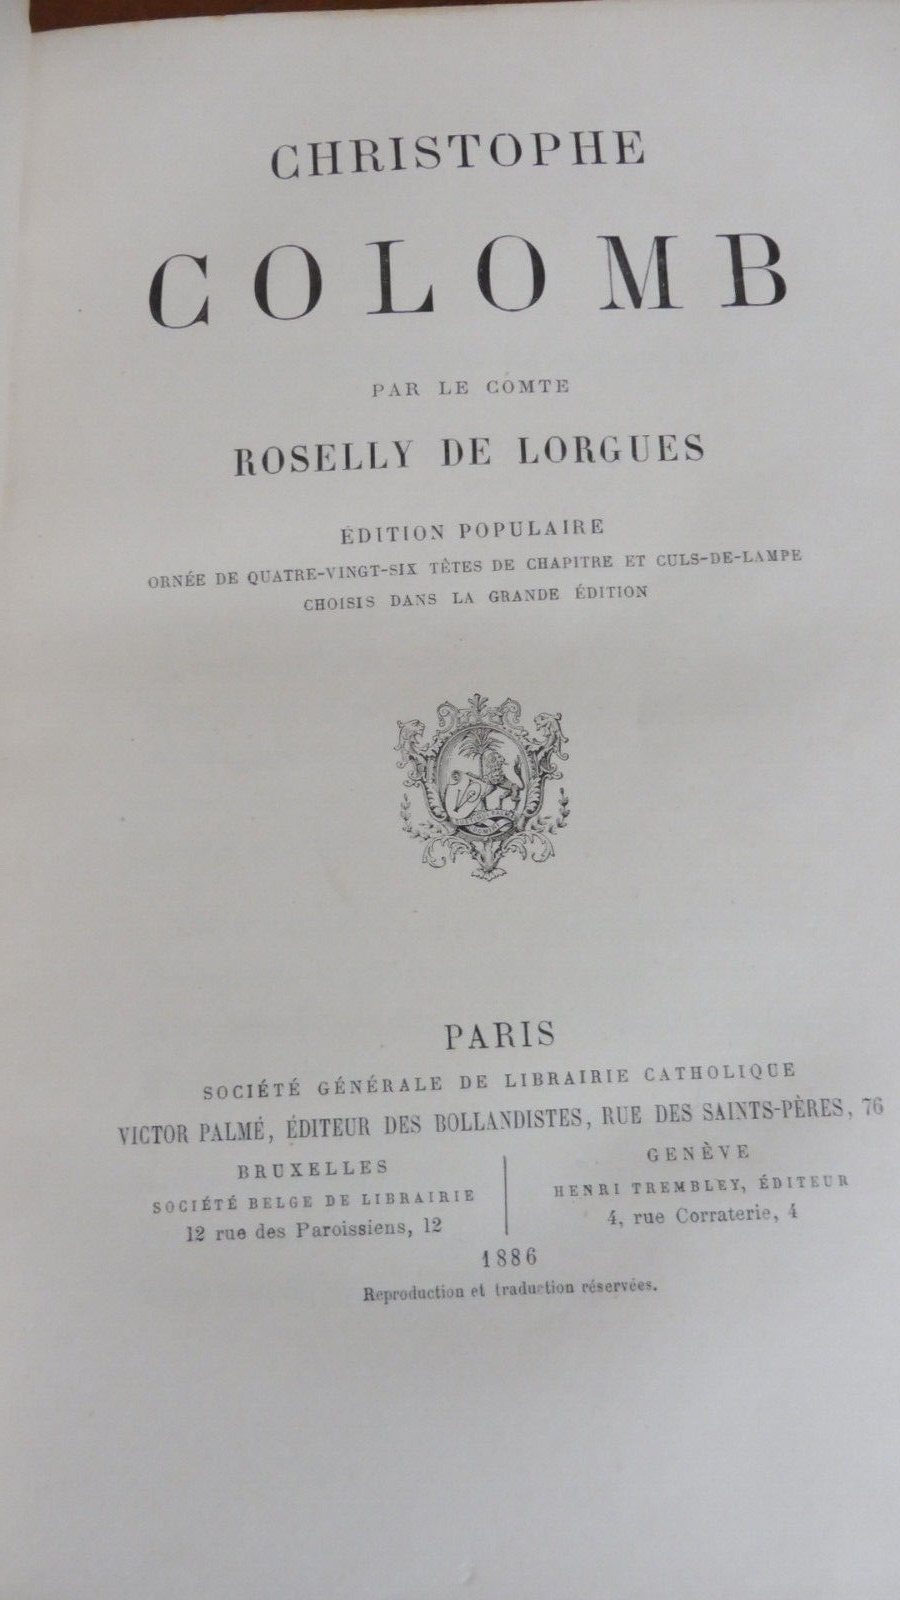 CHRISTOPHE
COLOMB
PAR LE COMTE
ROSELLY DE LORGUES
ÉDITION POPULAIRE
ORNÉE DE QUATRE-VINGT-SIX TÊTES DE CHAPITRE ET CULS-DE-LAMPE
CHOISIS DANS LA GRANDE ÉDITION
VP
PARIS
SOCIÉTÉ GÉNÉRALE DE LIBRAIRIE CATHOLIQUE
VICTOR PALMÉ, ÉDITEUR DES BOLLANDISTES, RUE DES SAINTS-PÈRES, 76
BRUXELLES
SOCIÉTÉ BELGE DE LIBRAIRIE
12 rue des Paroissiens, 12
GENÈVE
HENRI TREMBLEY, ÉDITEUR
4, rue Corraterie, 4
1886
Reproduction et traduction réservées.